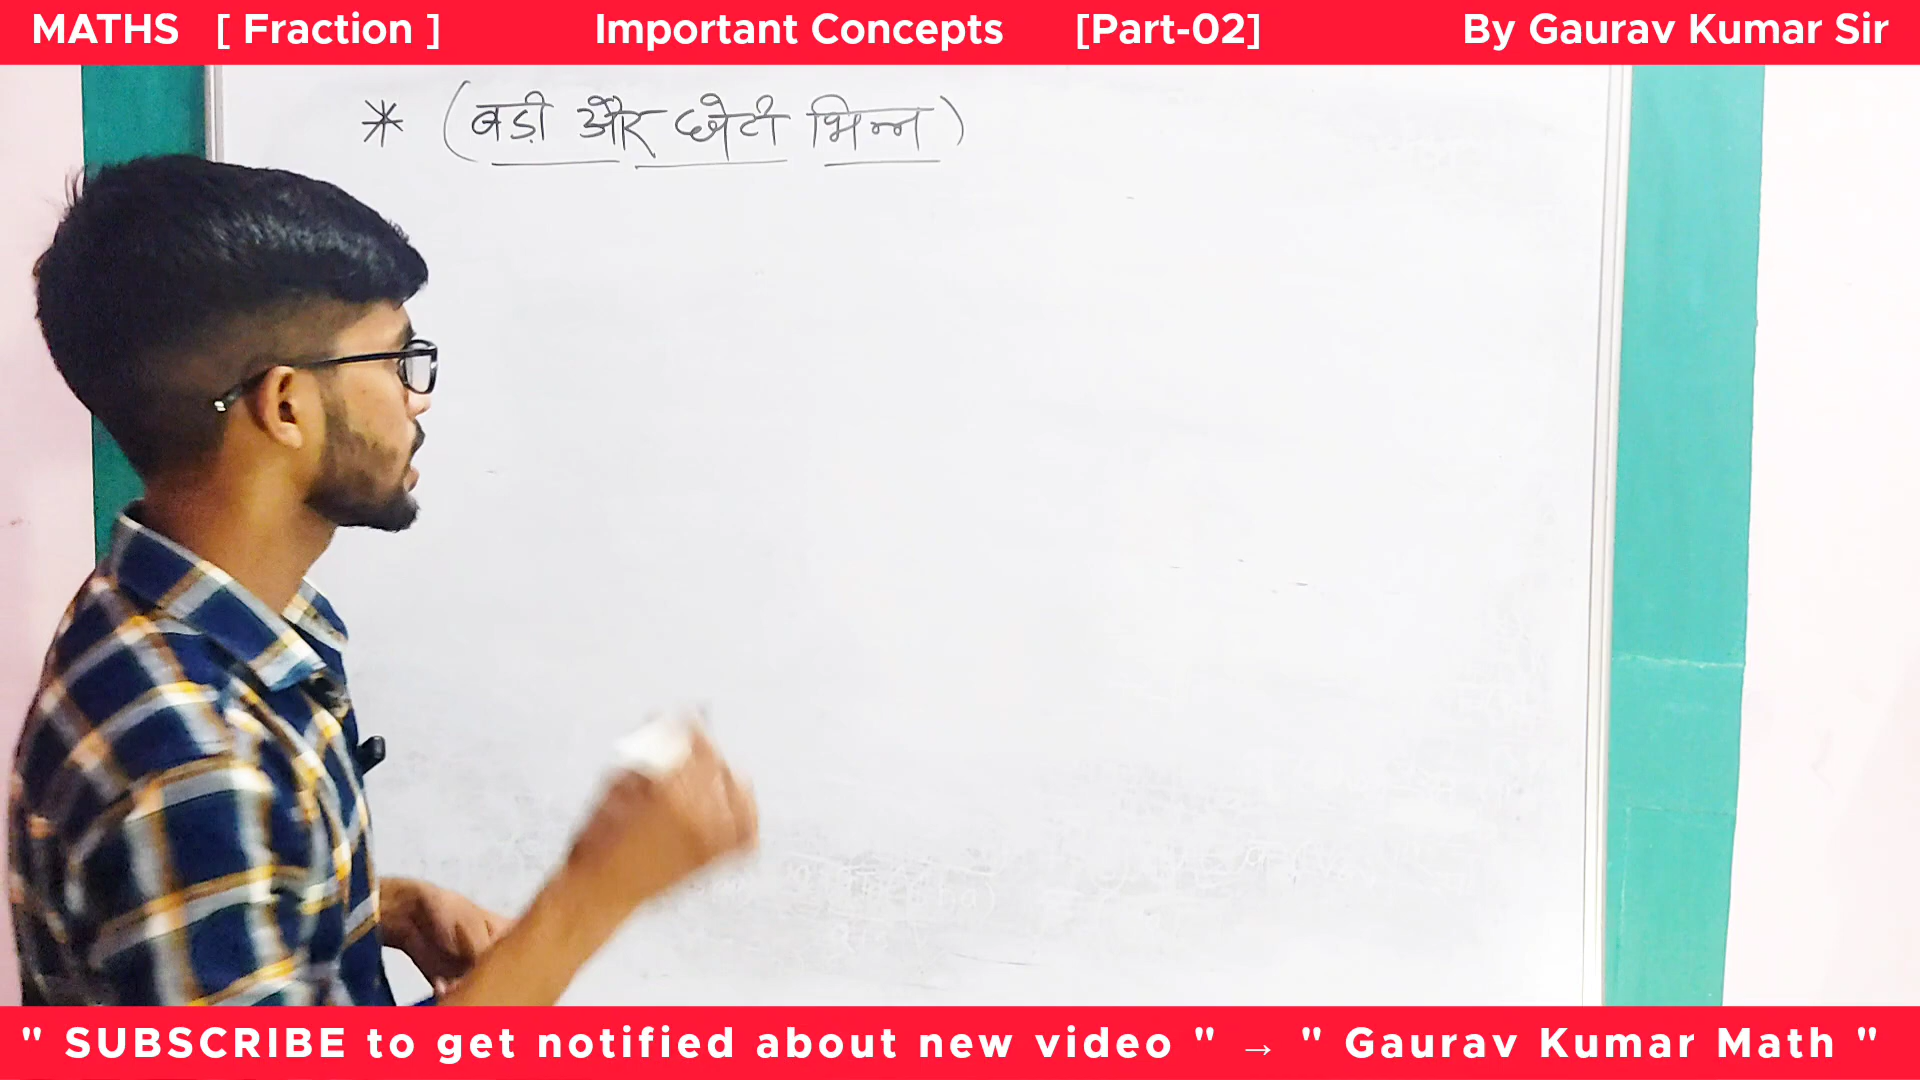 MATHS [ Fraction ] Important Concepts [Part-02] By Gaurav Kumar Sir
* (बड़ी और छोटी भिन्न)
" SUBSCRIBE to get notified about new video " → " Gaurav Kumar Math "